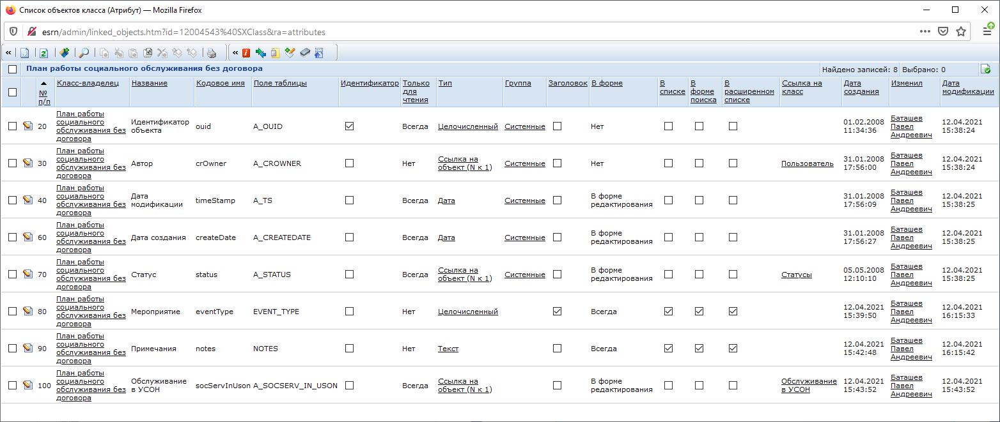 Список объектов класса (Атрибут) — Mozilla Firefox
esrn/admin/linked_objects.htm?id=12004543%40SXClass&ra=attributes
План работы социального обслуживания без договора
Найдено записей: 8
Выбрано: 0
№ п/п
Класс-владелец
Название
Кодовое имя
Поле таблицы
Идентификатор
Только для чтения
Тип
Группа
Заголовок
В форме
В списке
В форме поиска
В расширенном списке
Ссылка на класс
Дата создания
Изменил
Дата модификации
20 План работы социального обслуживания без договора Идентификатор объекта ouid A_OUID Всегда Целочисленный Системные Нет 01.02.2008 11:34:36 Баташев Павел Андреевич 12.04.2021 15:38:24
30 План работы социального обслуживания без договора Автор crOwner A_CROWNER Нет Ссылка на объект (N к 1) Системные Нет Пользователь 31.01.2008 17:56:00 Баташев Павел Андреевич 12.04.2021 15:38:24
40 План работы социального обслуживания без договора Дата модификации timeStamp A_TS Всегда Дата Системные В форме редактирования 31.01.2008 17:56:09 Баташев Павел Андреевич 12.04.2021 15:38:25
60 План работы социального обслуживания без договора Дата создания createDate A_CREATEDATE Всегда Дата Системные В форме редактирования 31.01.2008 17:56:27 Баташев Павел Андреевич 12.04.2021 15:38:25
70 План работы социального обслуживания без договора Статус status A_STATUS Всегда Ссылка на объект (N к 1) Системные В форме редактирования Статусы 05.05.2008 12:10:10 Баташев Павел Андреевич 12.04.2021 15:38:25
80 План работы социального обслуживания без договора Мероприятие eventType EVENT_TYPE Нет Целочисленный Всегда 12.04.2021 15:39:50 Баташев Павел Андреевич 12.04.2021 16:15:33
90 План работы социального обслуживания без договора Примечания notes NOTES Нет Текст Всегда 12.04.2021 15:42:48 Баташев Павел Андреевич 12.04.2021 16:15:42
100 План работы социального обслуживания без договора Обслуживание в УСОН socServInUson A_SOCSERV_IN_USON Всегда Ссылка на объект (N к 1) В форме редактирования Обслуживание в УСОН 12.04.2021 15:43:52 Баташев Павел Андреевич 12.04.2021 15:43:52